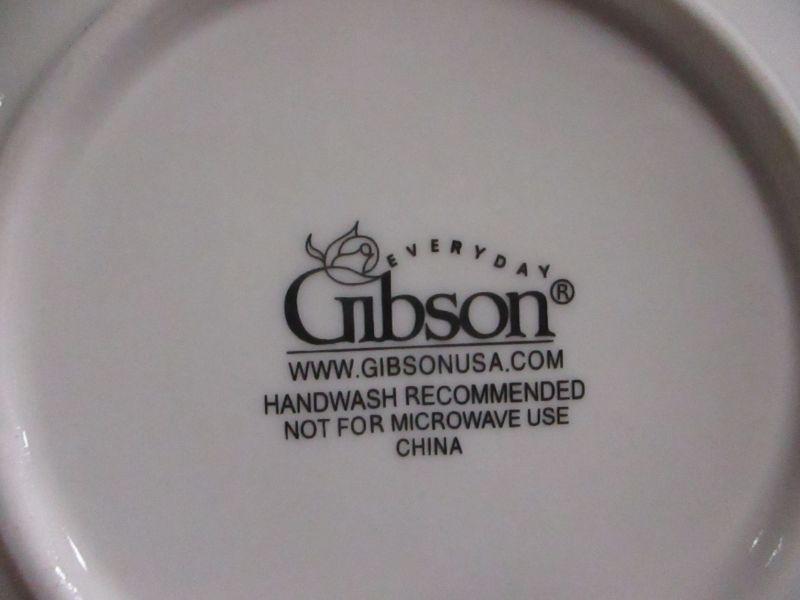 EVERYDAY
Gibson®
WWW.GIBSONUSA.COM
HANDWASH RECOMMENDED
NOT FOR MICROWAVE USE
CHINA